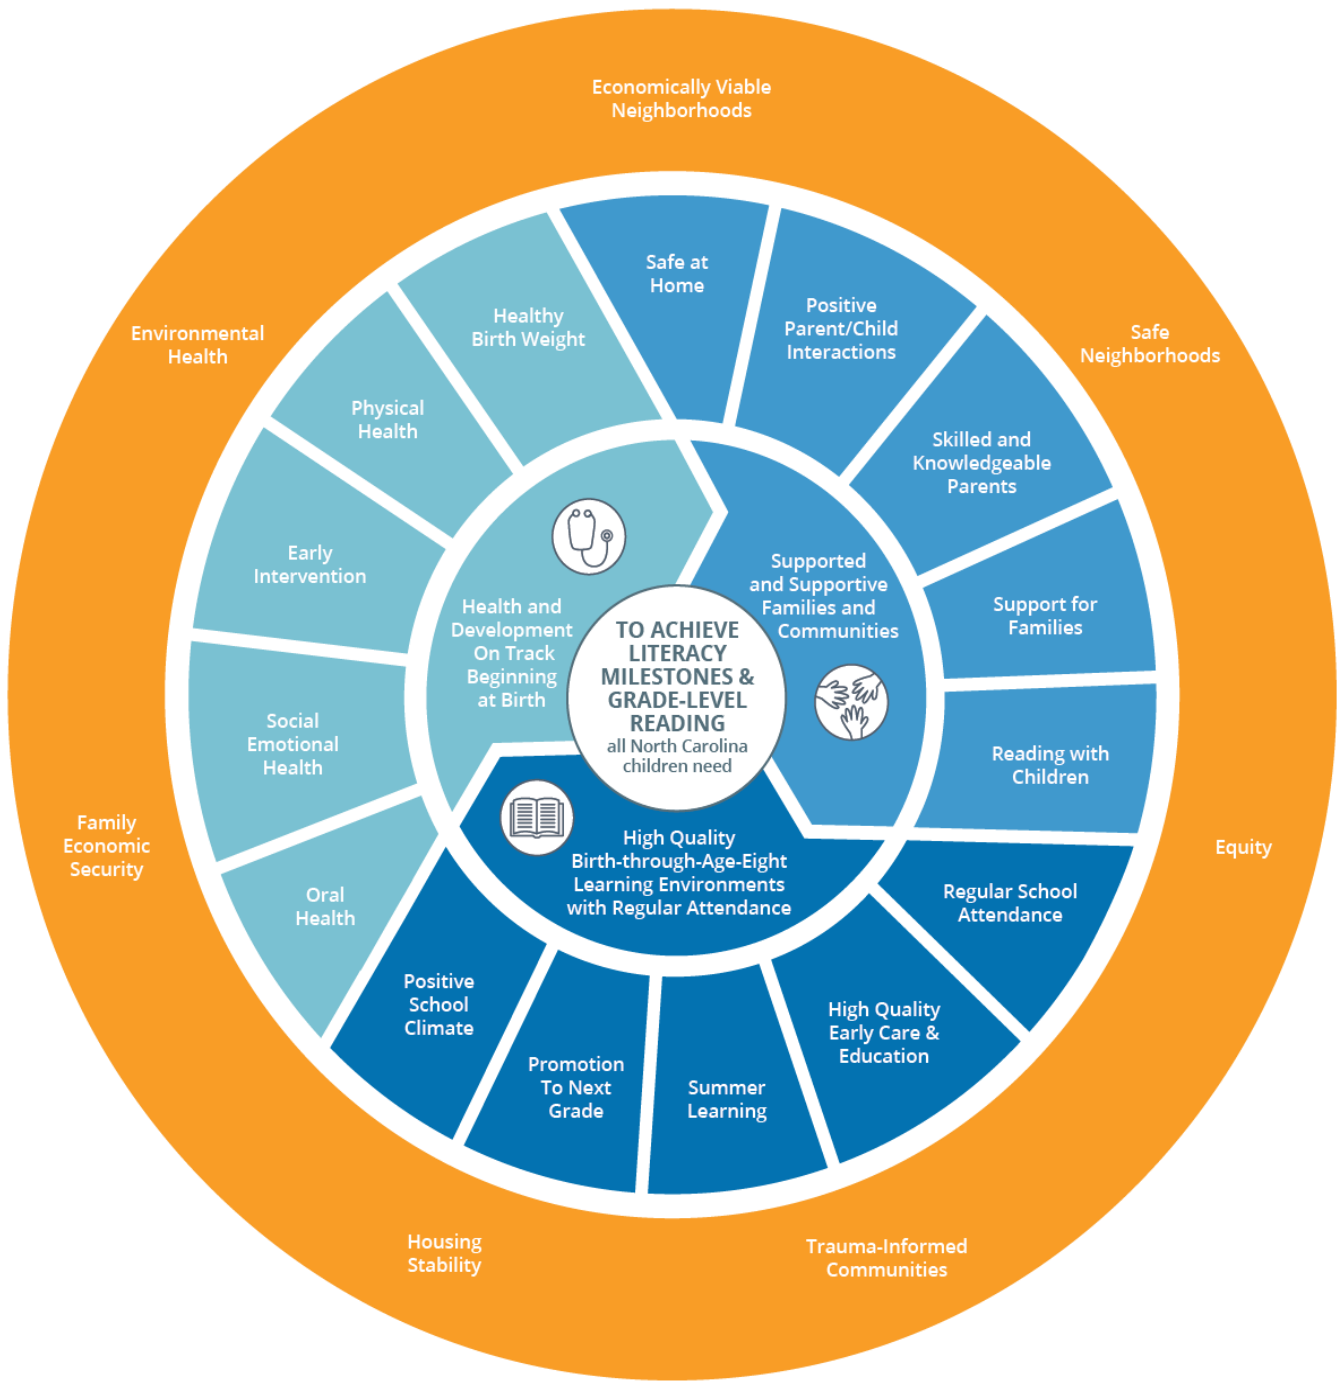 Economically Viable
Neighborhoods
Safe
Neighborhoods
Equity
Trauma-Informed
Communities
Housing
Stability
Family
Economic
Security
Environmental
Health
Safe at
Home
Positive
Parent/Child
Interactions
Skilled and
Knowledgeable
Parents
Support for
Families
Reading with
Children
Regular School
Attendance
High Quality
Early Care &
Education
Summer
Learning
Promotion
To Next
Grade
Positive
School
Climate
Oral
Health
Social
Emotional
Health
Early
Intervention
Physical
Health
Healthy
Birth Weight
Health and
Development
On Track
Beginning
at Birth
Supported
and Supportive
Families and
Communities
High Quality
Birth-through-Age-Eight
Learning Environments
with Regular Attendance
TO ACHIEVE
LITERACY
MILESTONES &
GRADE-LEVEL
READING
all North Carolina
children need